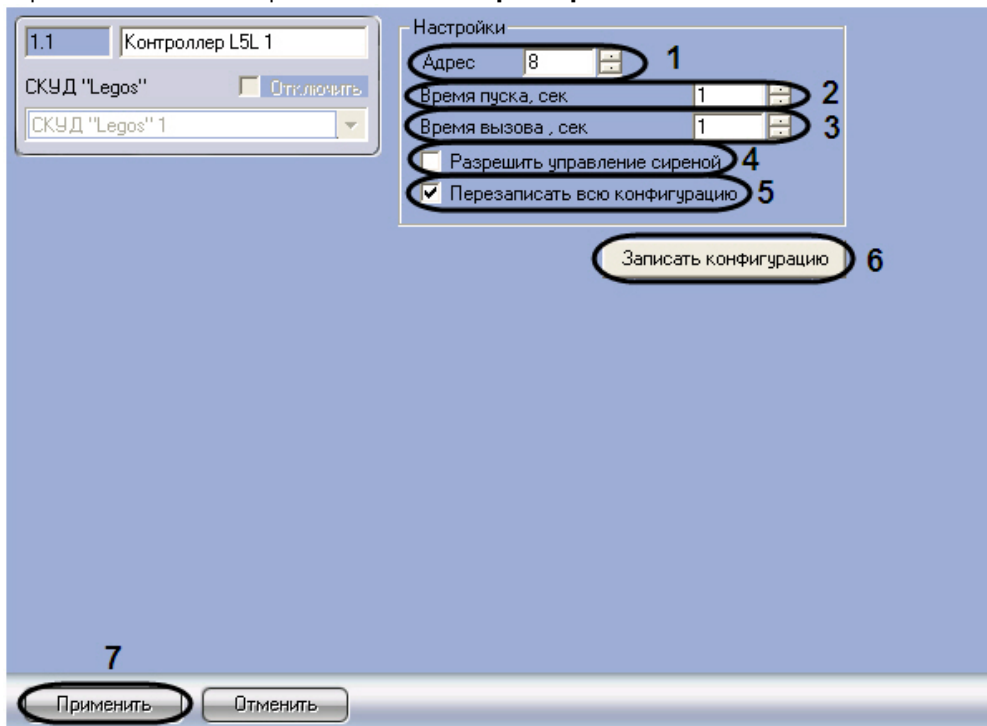 1.1 Контроллер L5L 1
СКУД "Legos" Отключить
СКУД "Legos" 1
Настройки
Адрес 8 1
Время пуска, сек 1 2
Время вызова , сек 1 3
Разрешить управление сиреной 4
Перезаписать всю конфигурацию 5
Записать конфигурацию 6
7
Применить Отменить